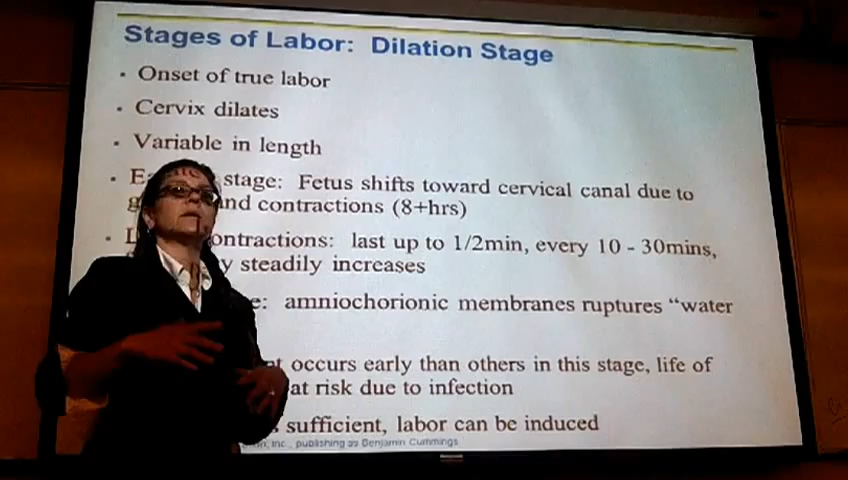 Stages of Labor: Dilation Stage
• Onset of true labor
• Cervix dilates
• Variable in length
• E stage: Fetus shifts toward cervical canal due to
g nd contractions (8+hrs)
• L ontractions: last up to 1/2min, every 10 - 30mins,
y steadily increases
e: amniochorionic membranes ruptures “water
occurs early than others in this stage, life of
at risk due to infection
sufficient, labor can be induced
Inc., publishing as Benjamin Cummings